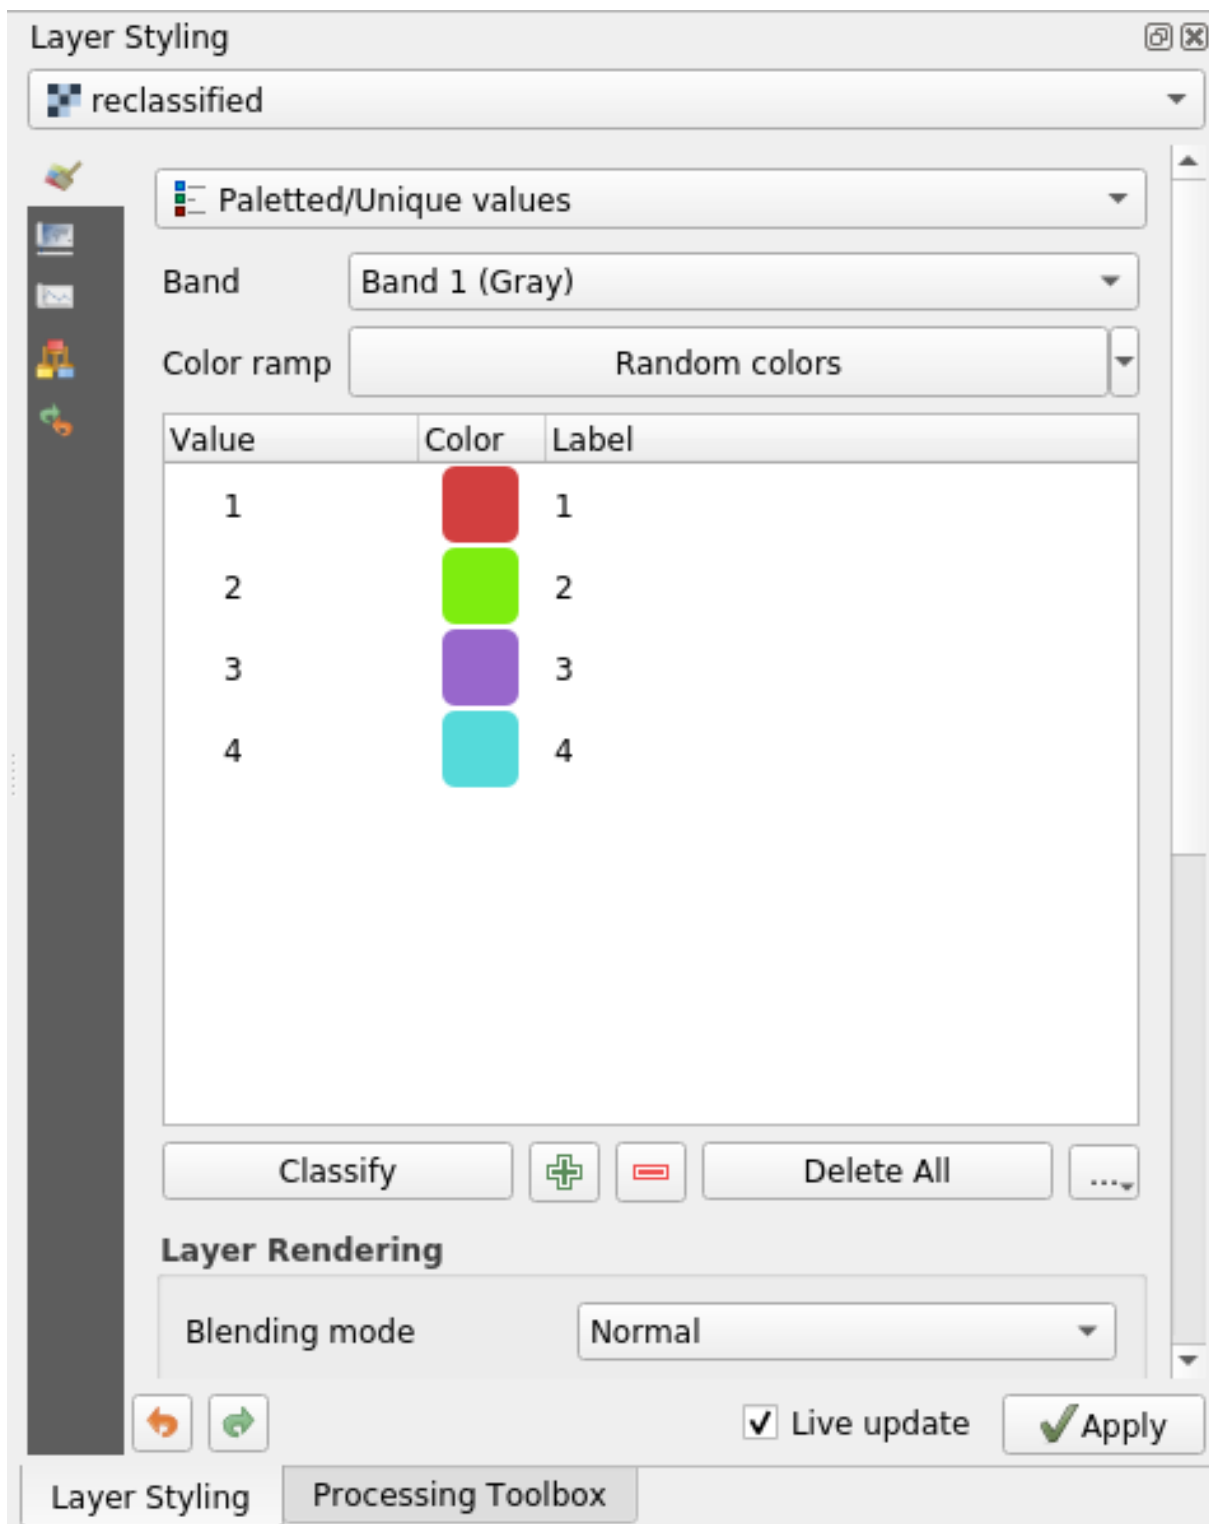 Layer Styling
reclassified
Paletted/Unique values
Band Band 1 (Gray)
Color ramp Random colors
Value Color Label
1 1
2 2
3 3
4 4
Classify Delete All ...
Layer Rendering
Blending mode Normal
Live update Apply
Layer Styling Processing Toolbox